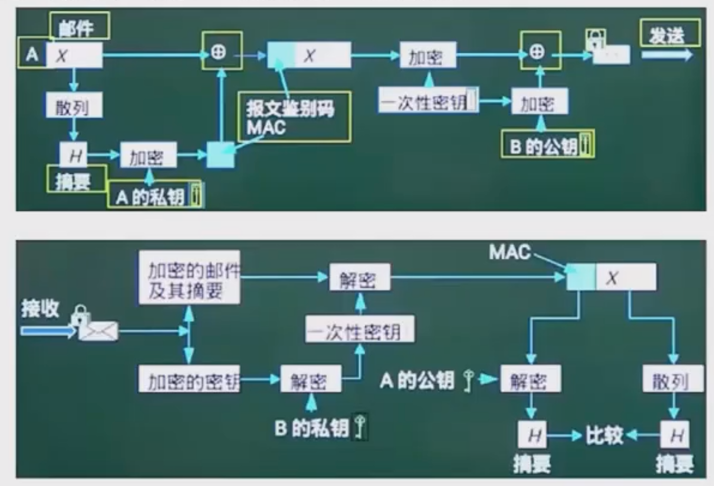 邮件
A
X
⊕
X
加密
⊕
发送
散列
报文鉴别码
MAC
一次性密钥
加密
H
加密
B 的公钥
摘要
A 的私钥
MAC
加密的邮件
及其摘要
解密
X
接收
一次性密钥
加密的密钥
解密
A 的公钥
解密
散列
B 的私钥
H
比较
H
摘要
摘要